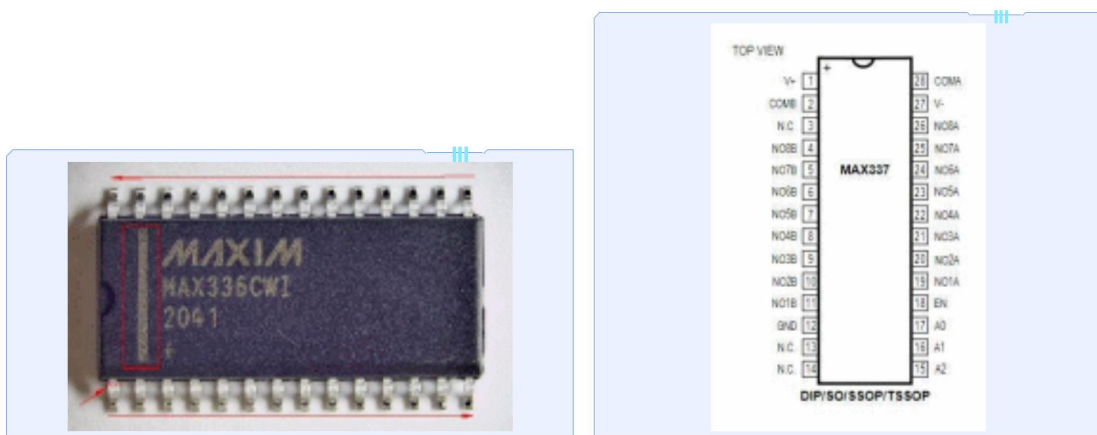 MAXIM
MAX336CWI
2041
+
TOP VIEW
+
V+ 1
COMB 2
N.C. 3
NO8B 4
NO7B 5
NO6B 6
NO5B 7
NO4B 8
NO3B 9
NO2B 10
NO1B 11
GND 12
N.C. 13
N.C. 14
MAX337
28 COMA
27 V-
26 NO8A
25 NO7A
24 NO6A
23 NO5A
22 NO4A
21 NO3A
20 NO2A
19 NO1A
18 EN
17 A0
16 A1
15 A2
DIP/SO/SSOP/TSSOP